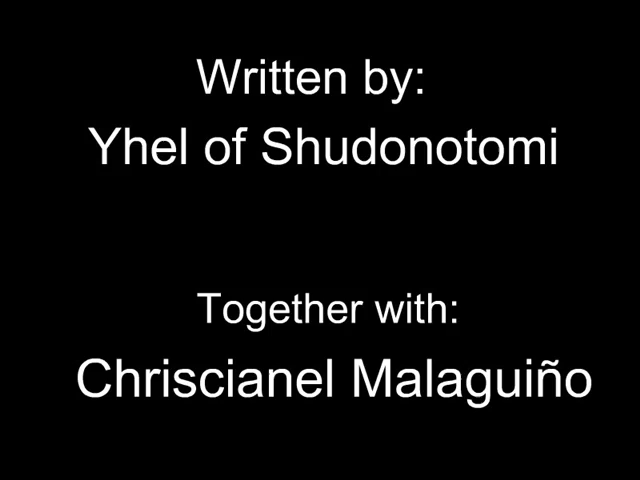 Written by:
Yhel of Shudonotomi
Together with:
Chriscianel Malaguiño